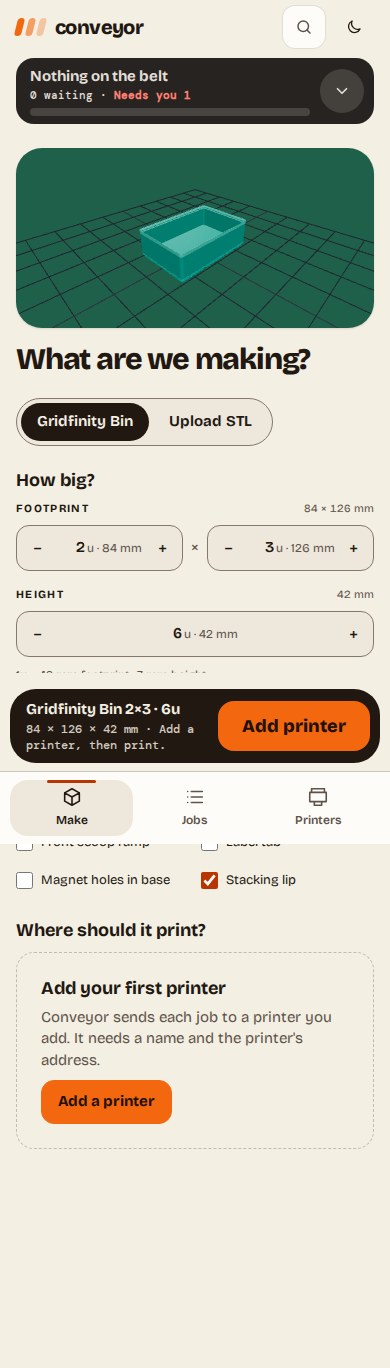 conveyor
Nothing on the belt
0 waiting · Needs you 1
What are we making?
Gridfinity Bin
Upload STL
How big?
FOOTPRINT
84 × 126 mm
− 2 u · 84 mm + × − 3 u · 126 mm +
HEIGHT
42 mm
− 6 u · 42 mm +
Gridfinity Bin 2×3 · 6u
84 × 126 × 42 mm · Add a
printer, then print.
Add printer
Make
Jobs
Printers
Magnet holes in base
Stacking lip
Where should it print?
Add your first printer
Conveyor sends each job to a printer you
add. It needs a name and the printer's
address.
Add a printer